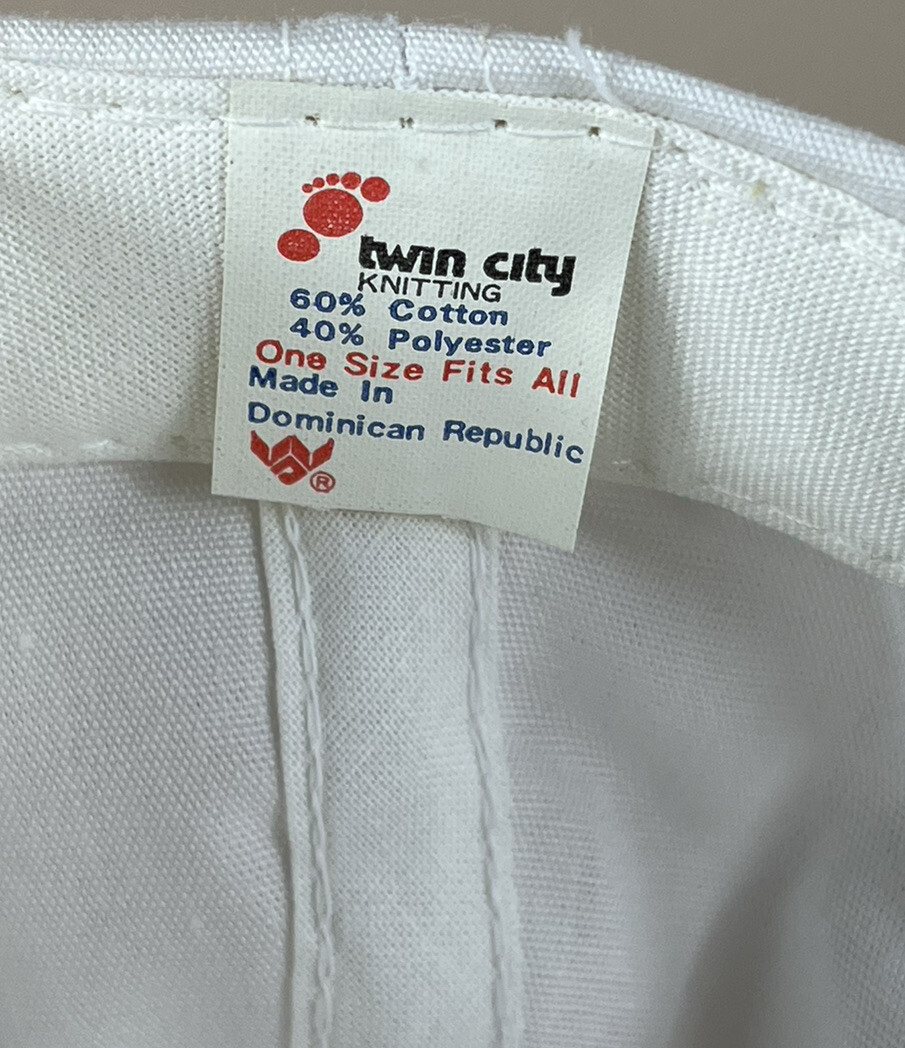 twin city
KNITTING
60% Cotton
40% Polyester
One Size Fits All
Made In
Dominican Republic
®